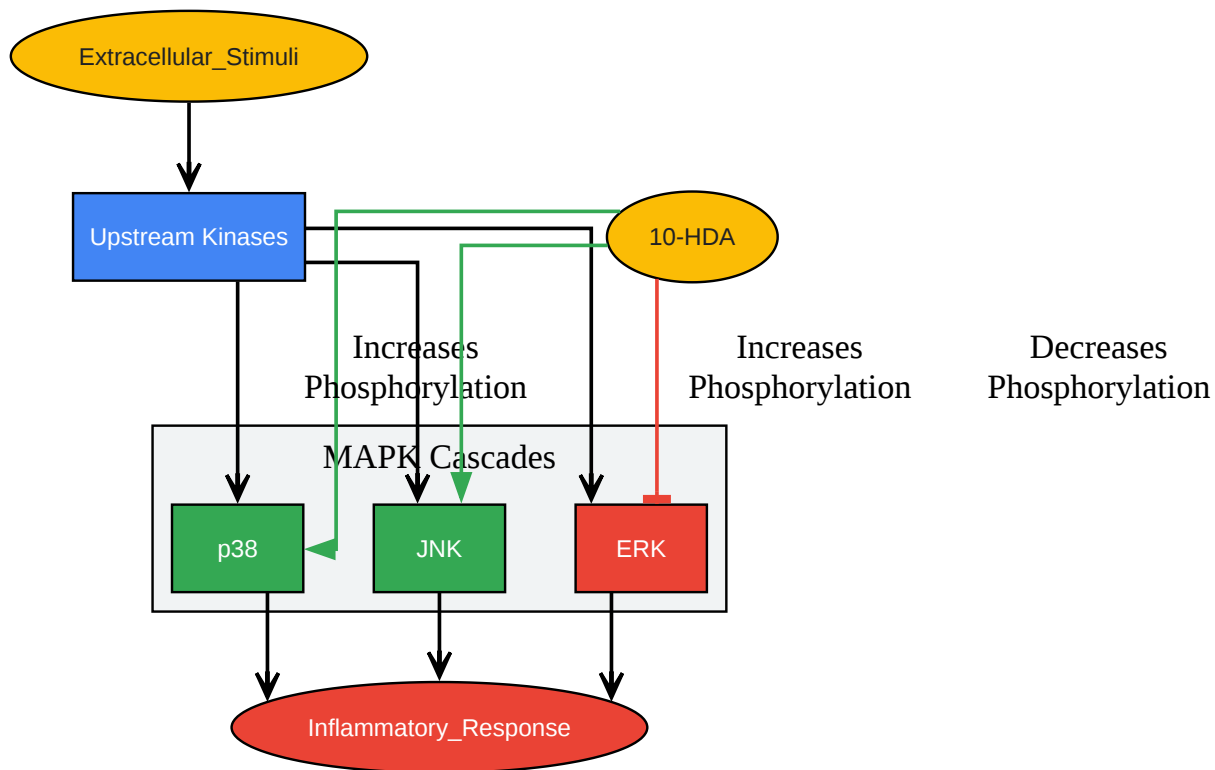 Extracellular_Stimuli
Upstream Kinases
10-HDA
Increases
Phosphorylation
Increases
Phosphorylation
Decreases
Phosphorylation
MAPK Cascades
p38
JNK
ERK
Inflammatory_Response